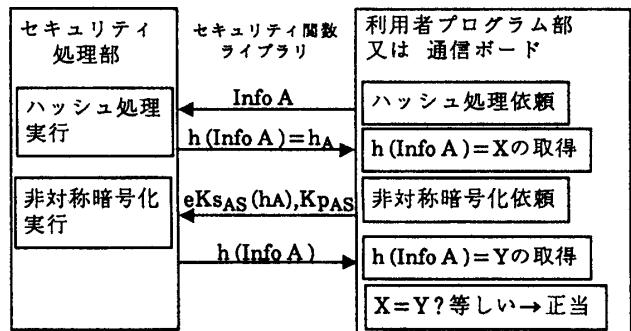 セキュリティ
処理部
セキュリティ関数
ライブラリ
利用者プログラム部
又は 通信ボード
ハッシュ処理
実行
Info A
ハッシュ処理依頼
h(Info A)=hA
h(Info A)=Xの取得
非対称暗号化
実行
eKsAS(hA),KpAS
非対称暗号化依頼
h(Info A)
h(Info A)=Yの取得
X=Y?等しい→正当